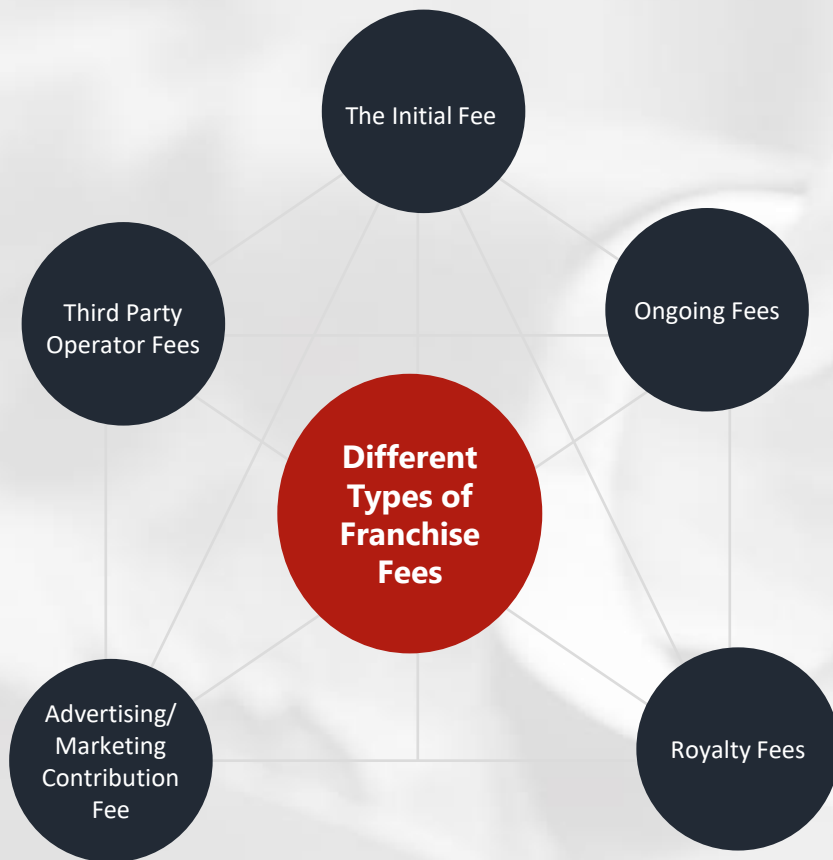 The Initial Fee
Third Party
Operator Fees
Ongoing Fees
Different
Types of
Franchise
Fees
Advertising/
Marketing
Contribution
Fee
Royalty Fees